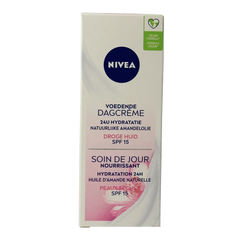 NIVEA
VOEDENDE
DAGCRÈME
24U HYDRATATIE
NATUURLIJKE AMANDELOLIE
DROGE HUID
SPF 15
SOIN DE JOUR
NOURRISSANT
HYDRATATION 24H
HUILE D'AMANDE NATURELLE
SPF 15